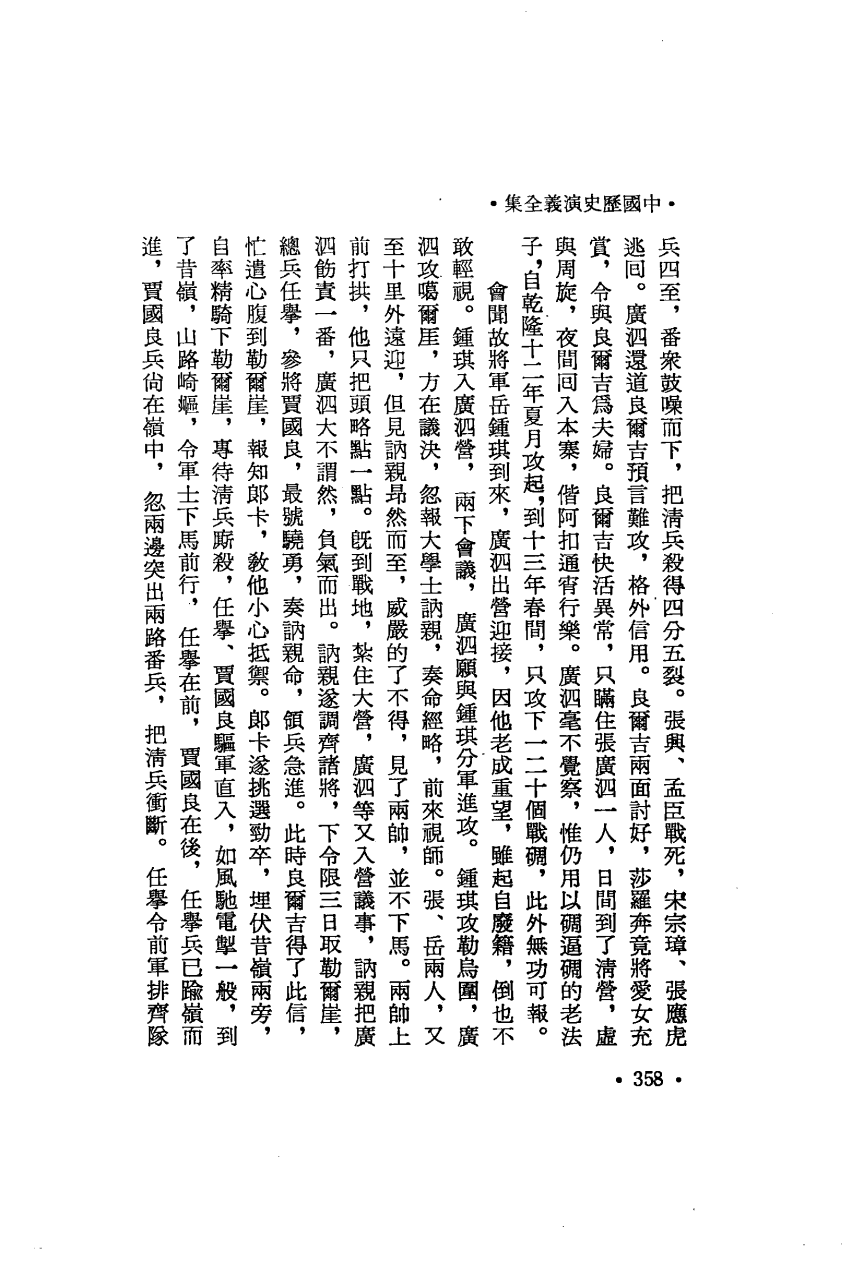 •集全義演史歷國中•
兵四至，番衆鼓噪而下，把清兵殺得四分五裂。張興、孟臣戰死，宋宗璋、張應虎
逃回。廣泗還道良爾吉預言難攻，格外信用。良爾吉兩面討好，莎羅奔竟將愛女充
賞，令與良爾吉爲夫婦。良爾吉快活異常，只瞞住張廣泗一人，日間到了清營，虛
與周旋，夜間回入本寨，偕阿扣通宵行樂。廣泗毫不覺察，惟仍用以碉逼碉的老法
子，自乾隆十二年夏月攻起，到十三年春間，只攻下一二十個戰碉，此外無功可報。
會聞故將軍岳鍾琪到來，廣泗出營迎接，因他老成重望，雖起自廢籍，倒也不
敢輕視。鍾琪入廣泗營，兩下會議，廣泗願與鍾琪分軍進攻。鍾琪攻勒烏圍，廣
泗攻噶爾厓，方在議決，忽報大學士訥親，奏命經略，前來視師。張、岳兩人，又
至十里外遠迎，但見訥親昂然而至，威嚴的了不得，見了兩帥，並不下馬。兩帥上
前打拱，他只把頭略點一點。旣到戰地，紮住大營，廣泗等又入營議事，訥親把廣
泗飭責一番，廣泗大不謂然，負氣而出。訥親遂調齊諸將，下令限三日取勒爾崖，
總兵任擧，參將賈國良，最號驍勇，奏訥親命，領兵急進。此時良爾吉得了此信，
忙遣心腹到勒爾崖，報知郎卡，敎他小心抵禦。郎卡遂挑選勁卒，埋伏昔嶺兩旁，
自率精騎下勒爾崖，專待清兵廝殺，任擧、賈國良驅軍直入，如風馳電掣一般，到
了昔嶺，山路崎嶇，令軍士下馬前行，任擧在前，賈國良在後，任擧兵已踰嶺而
進，賈國良兵尙在嶺中，忽兩邊突出兩路番兵，把清兵衝斷。任擧令前軍排齊隊
•358•